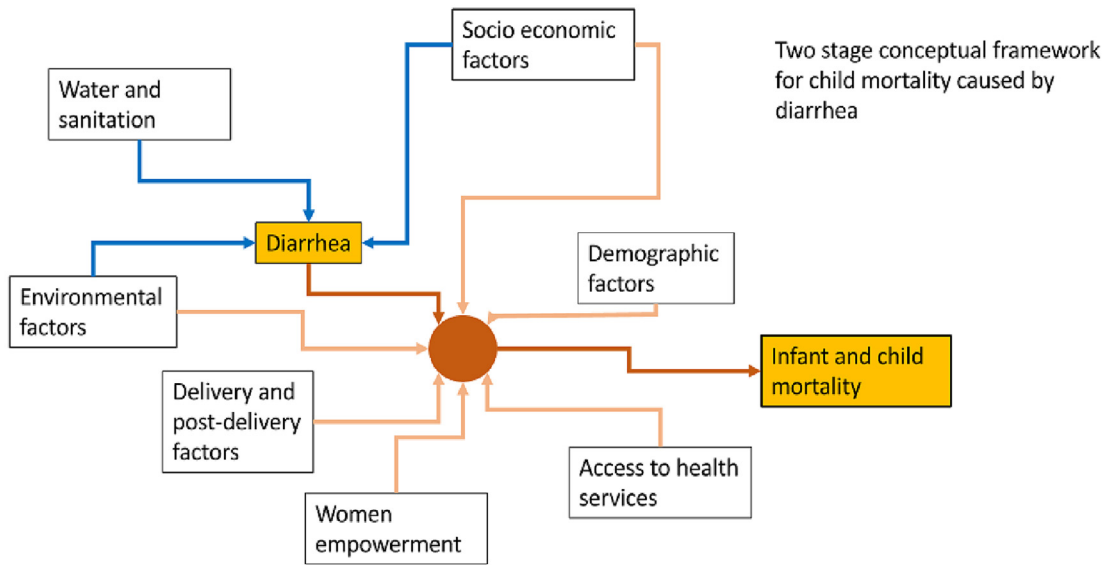 Socio economic
factors
Two stage conceptual framework
for child mortality caused by
diarrhea
Water and
sanitation
Diarrhea
Demographic
factors
Environmental
factors
Infant and child
mortality
Delivery and
post-delivery
factors
Access to health
services
Women
empowerment